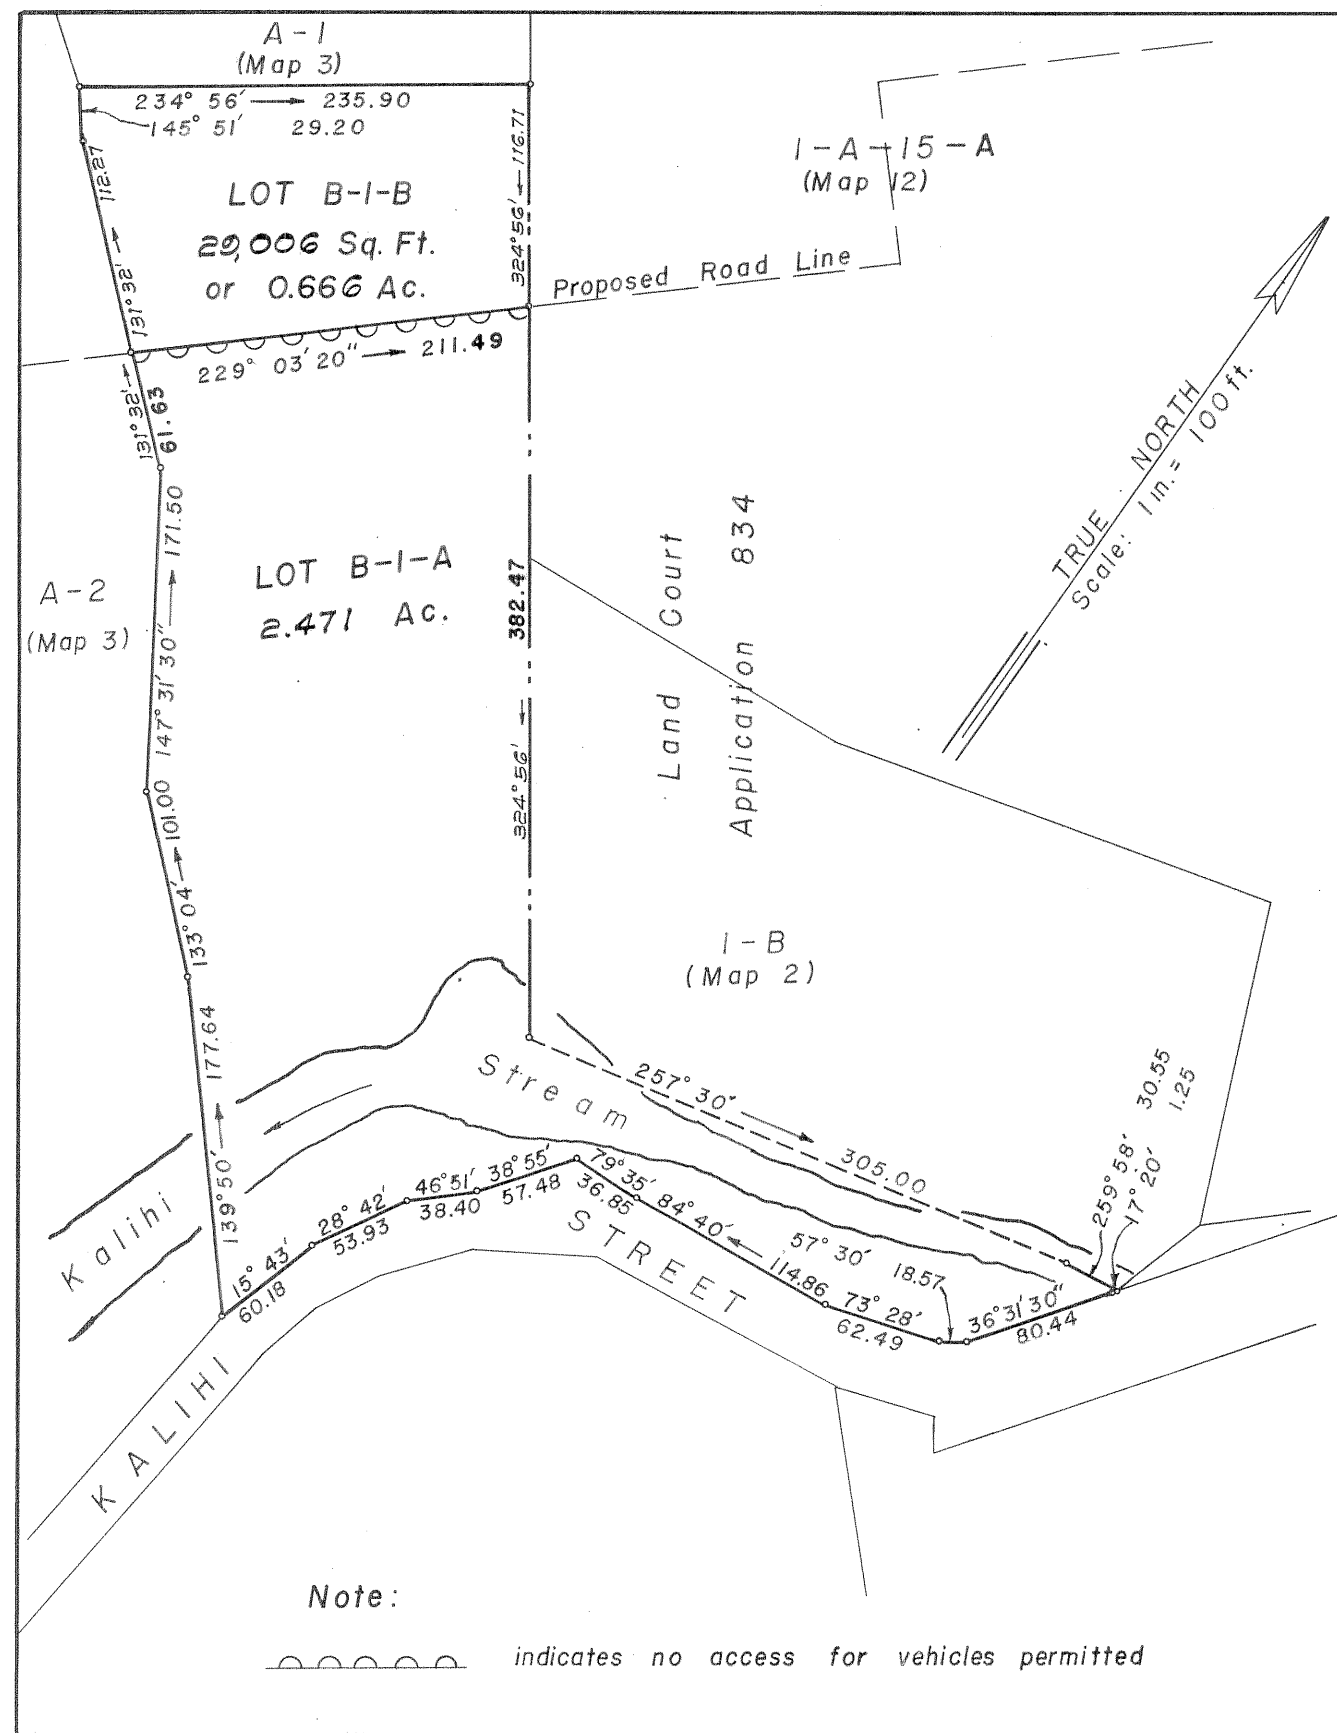 A-1
(Map 3)
234° 56' 235.90
145° 51' 29.20
112.27
131° 32'
324° 56' 116.71
LOT B-1-B
29,006 Sq. Ft.
or 0.666 Ac.
1-A-15-A
(Map 12)
Proposed Road Line
229° 03' 20" 211.49
131° 32'
61.63
TRUE NORTH
Scale: 1 in. = 100 ft.
147° 31' 30" 171.50
LOT B-1-A
2.471 Ac.
A-2
(Map 3)
324° 56' 382.47
Land Court
Application 834
133° 04' 101.00
1-B
(Map 2)
139° 50' 177.64
Kalihi Stream
257° 30" 305.00
259° 58' 30.55
17° 20' 1.25
15° 43'
60.18
28° 42'
53.93
46° 51'
38.40
38° 55'
57.48
79° 35'
36.85
84° 40' 114.86
57° 30' 18.57
73° 28'
62.49
36° 31' 30"
80.44
KALIHI STREET
Note:
indicates no access for vehicles permitted